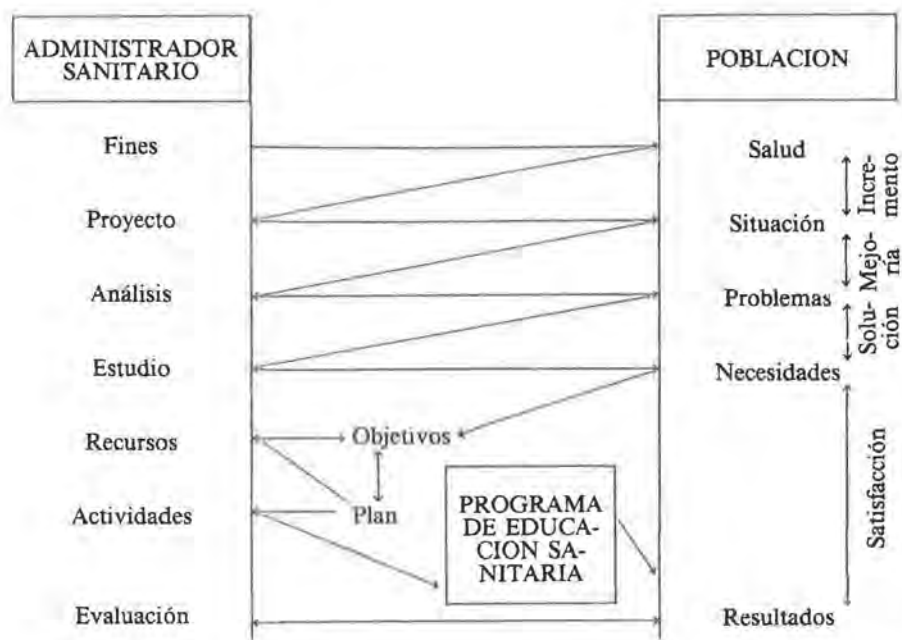 ADMINISTRADOR
SANITARIO
POBLACION
Fines
Salud
Incre-
mento
Proyecto
Situación
Mejo-
ría
Análisis
Problemas
Solu-
ción
Estudio
Necesidades
Recursos
Objetivos
Satisfacción
Actividades
Plan
PROGRAMA
DE EDUCA-
CION SA-
NITARIA
Evaluación
Resultados